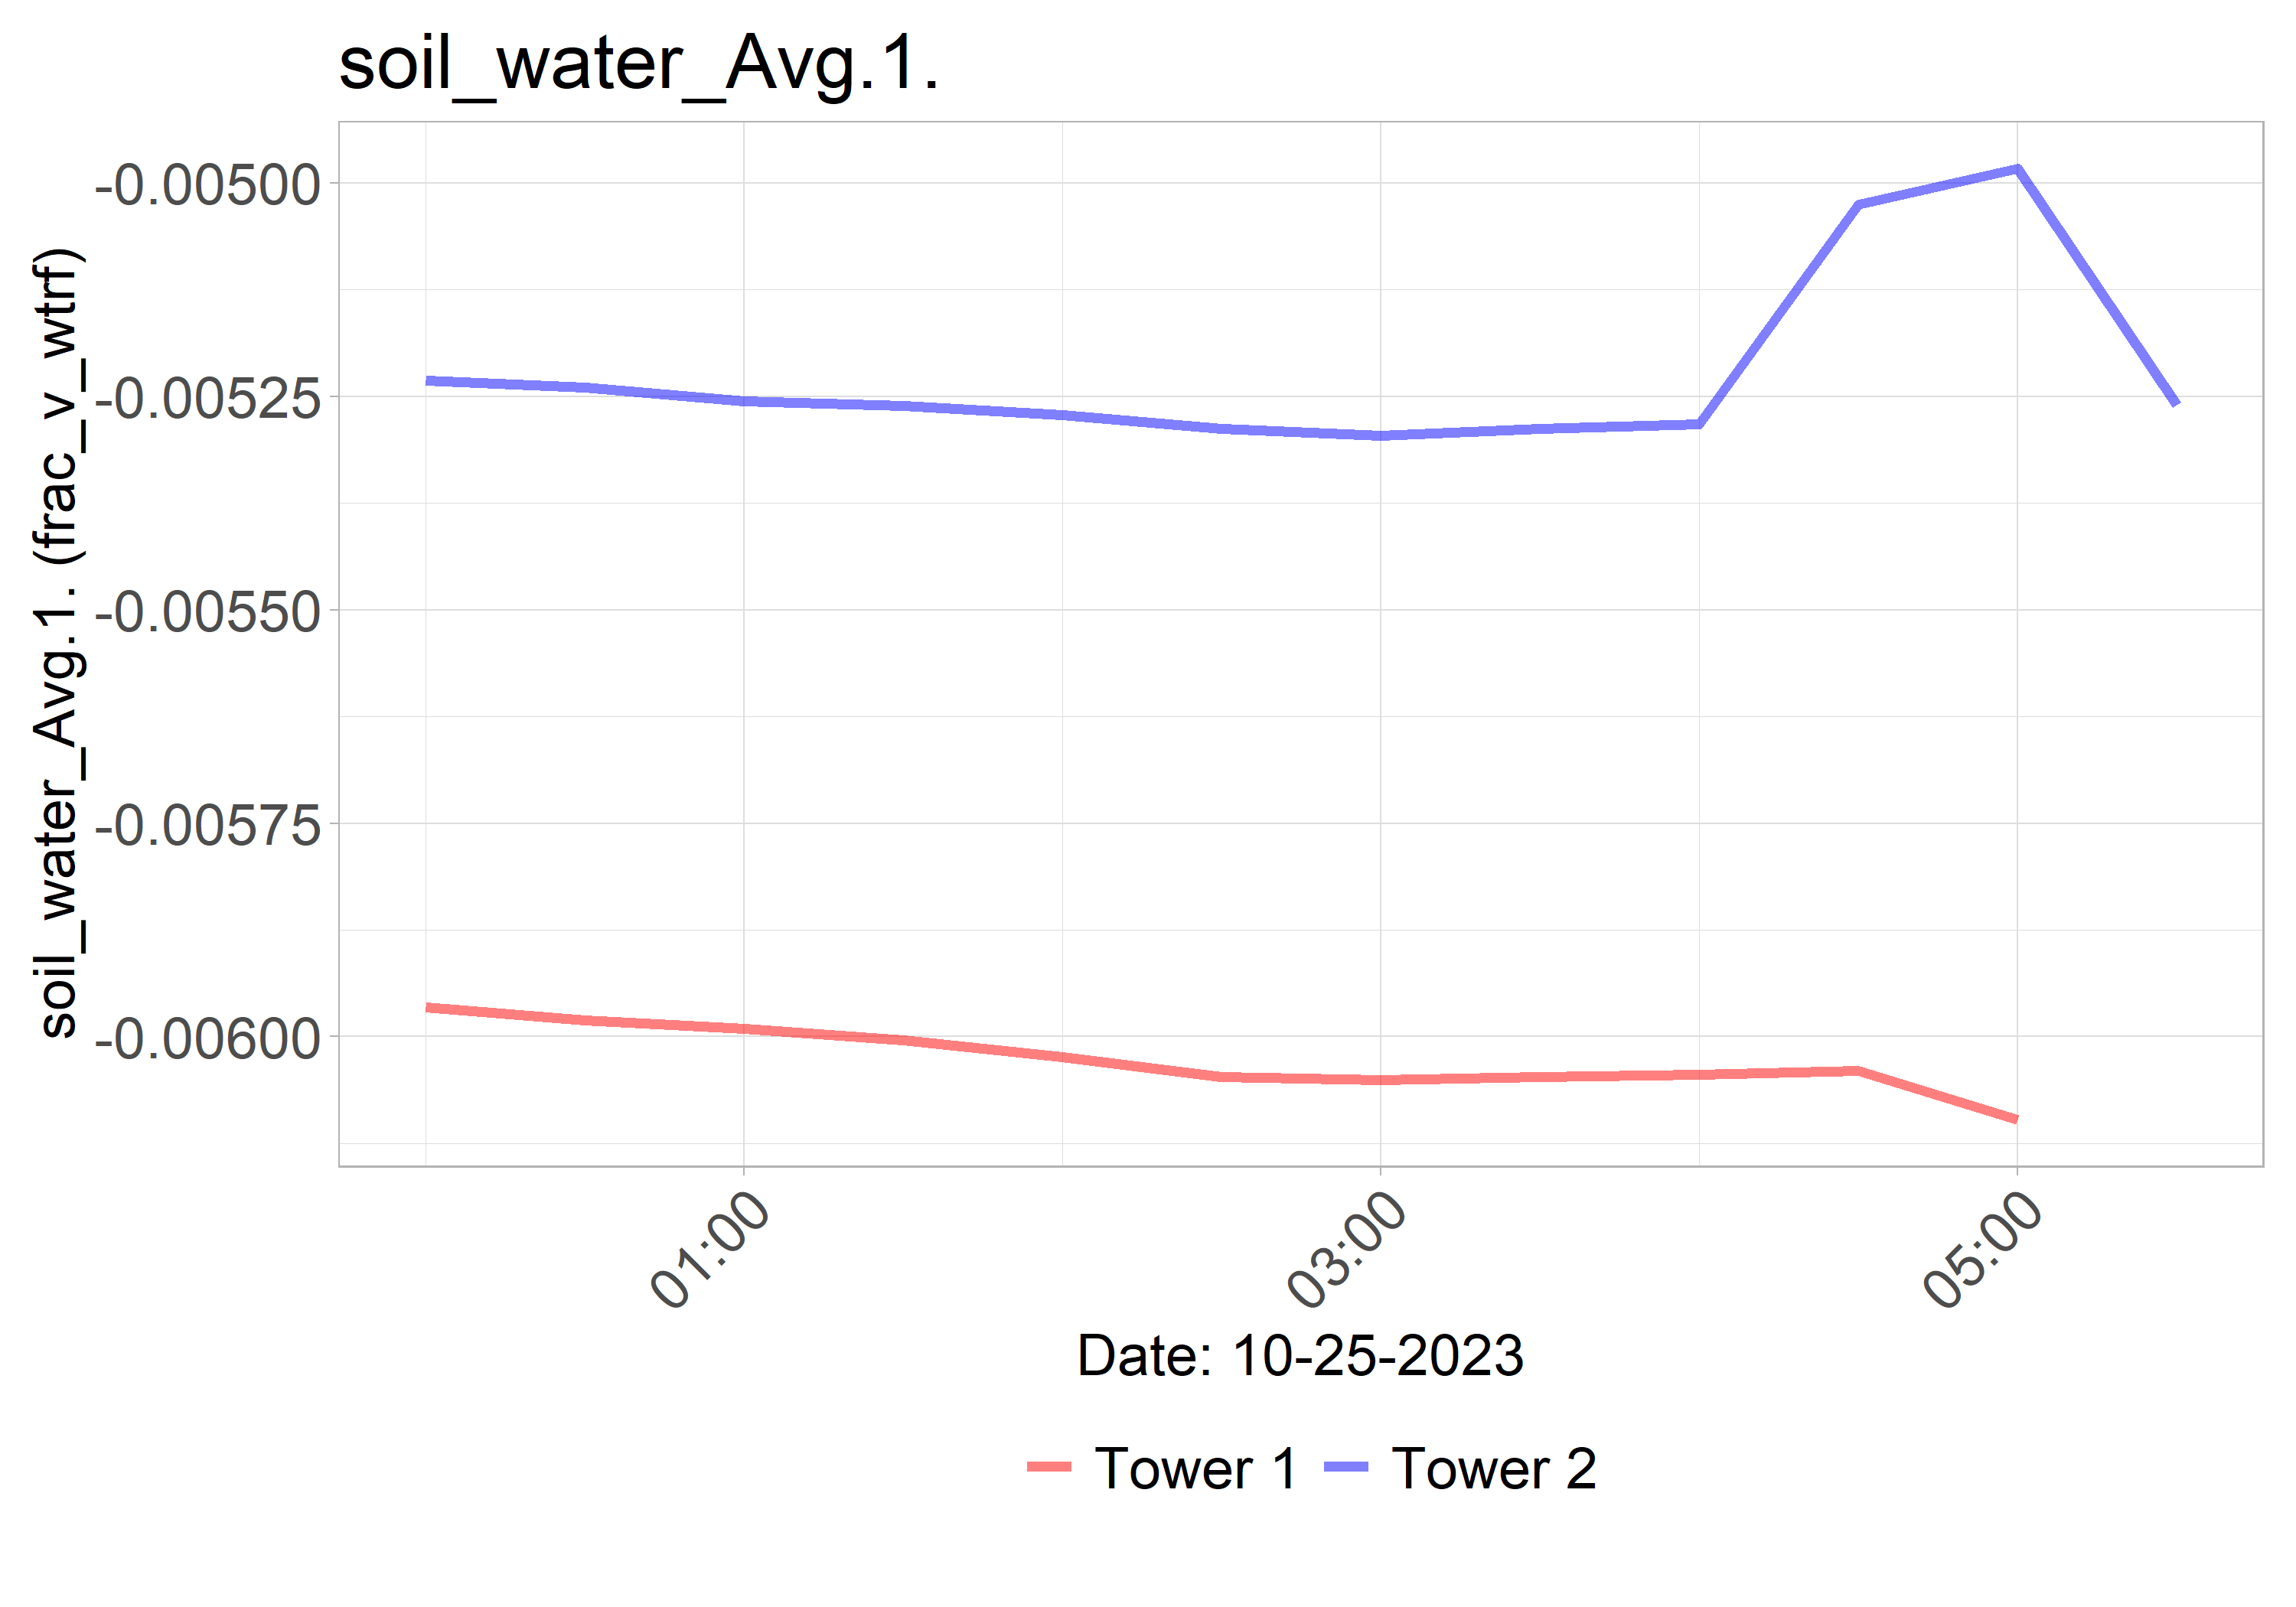 soil_water_Avg.1.
soil_water_Avg.1. (frac_v_wtrf)
-0.00500
-0.00525
-0.00550
-0.00575
-0.00600
01:00
03:00
05:00
Date: 10-25-2023
Tower 1
Tower 2